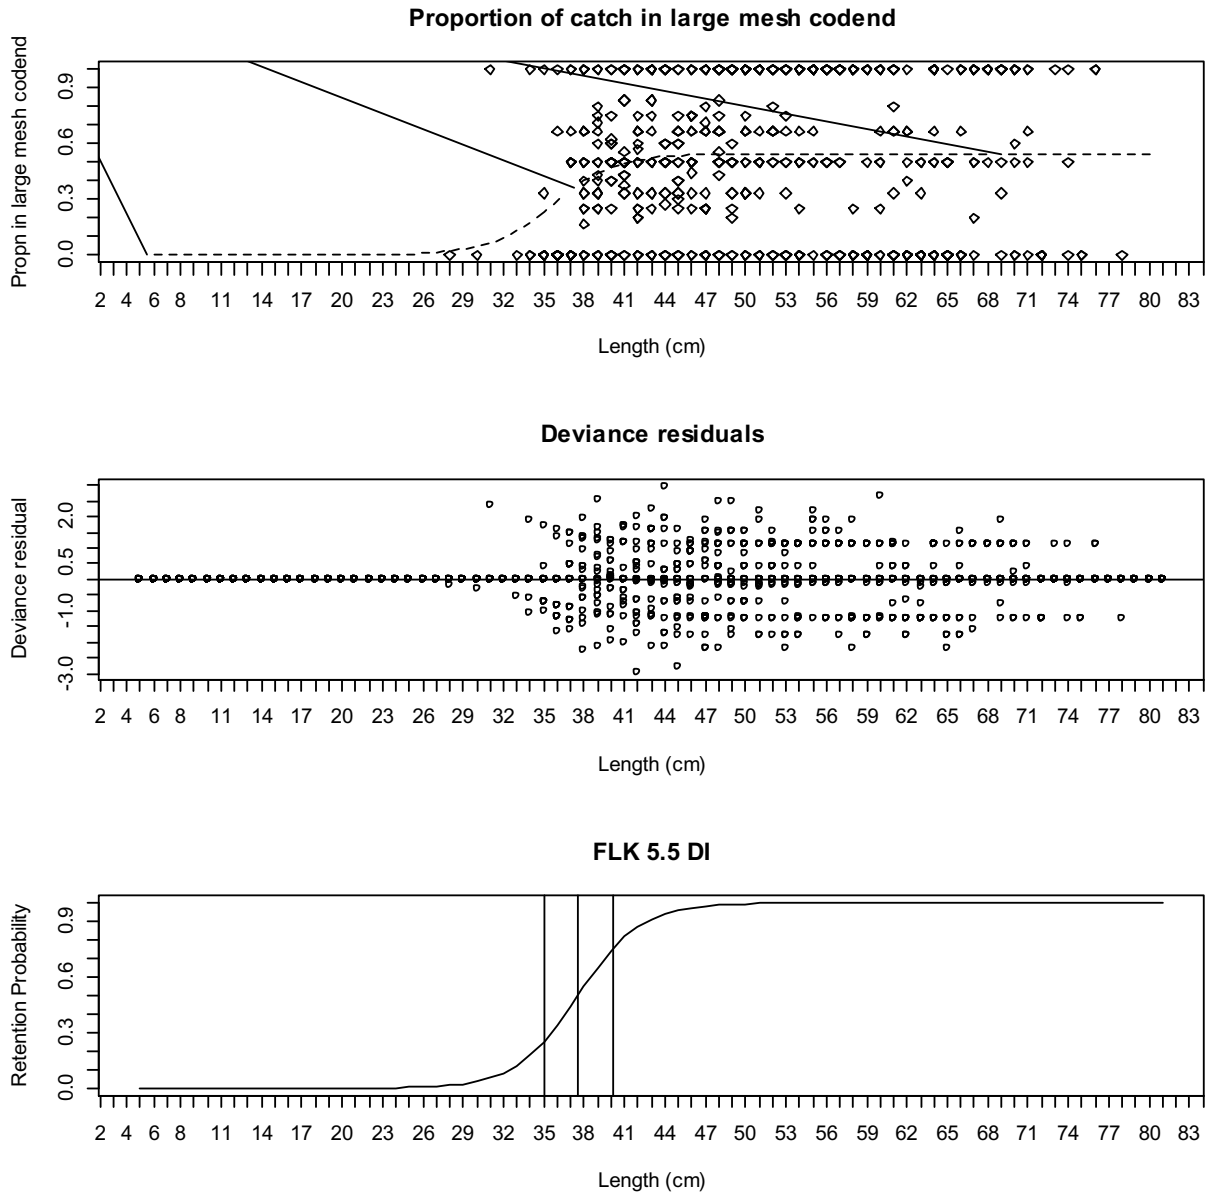 Proportion of catch in large mesh codend
Propn in large mesh codend
0.0 0.3 0.6 0.9
2 4 6 8 11 14 17 20 23 26 29 32 35 38 41 44 47 50 53 56 59 62 65 68 71 74 77 80 83
Length (cm)
Deviance residuals
Deviance residual
-3.0 -1.0 0.5 2.0
2 4 6 8 11 14 17 20 23 26 29 32 35 38 41 44 47 50 53 56 59 62 65 68 71 74 77 80 83
Length (cm)
FLK 5.5 DI
Retention Probability
0.0 0.3 0.6 0.9
2 4 6 8 11 14 17 20 23 26 29 32 35 38 41 44 47 50 53 56 59 62 65 68 71 74 77 80 83
Length (cm)